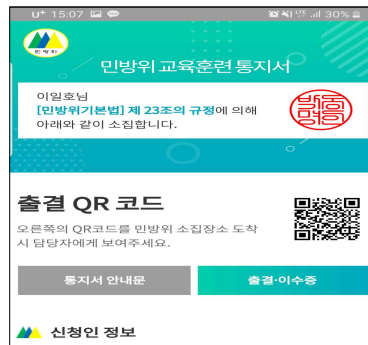 U+ 15:07
LTE 30%
민방위
민방위 교육훈련 통지서
이일호님
[민방위기본법] 제 23조의 규정에 의해
아래와 같이 소집합니다.
출결 QR 코드
오른쪽의 QR코드를 민방위 소집장소 도착
시 담당자에게 보여주세요.
통지서 안내문
출결·이수증
신청인 정보